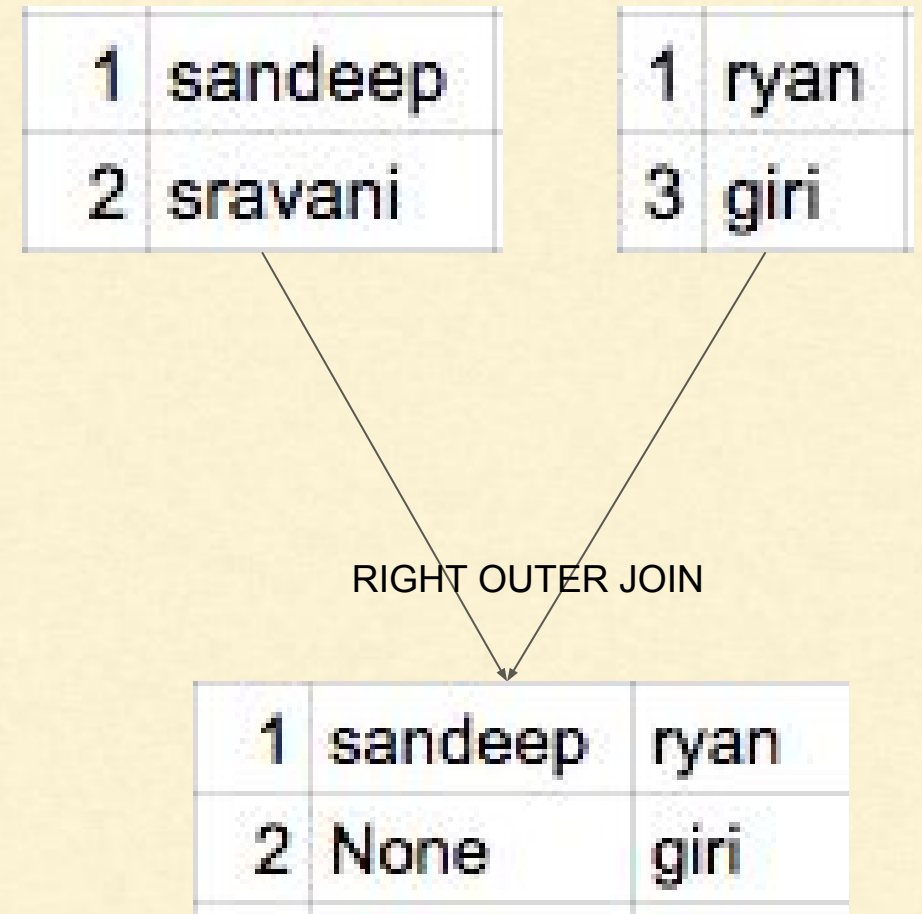 1 sandeep
2 sravani
1 ryan
3 giri
RIGHT OUTER JOIN
1 sandeep ryan
2 None giri